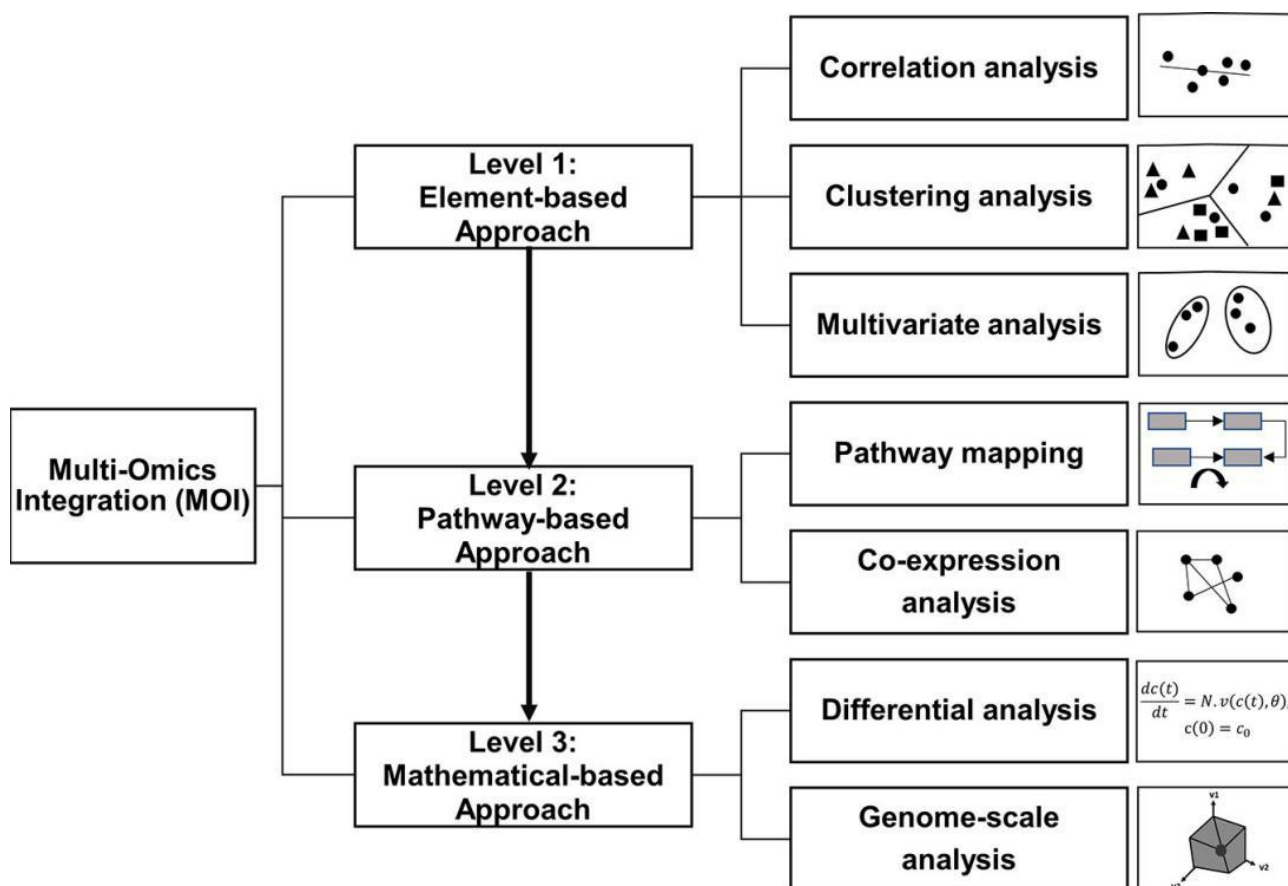 Multi-Omics
Integration (MOI)
Level 1:
Element-based
Approach
Level 2:
Pathway-based
Approach
Level 3:
Mathematical-based
Approach
Correlation analysis
Clustering analysis
Multivariate analysis
Pathway mapping
Co-expression
analysis
Differential analysis
dc(t)/dt = N.v(c(t),θ),
c(0) = c₀
Genome-scale
analysis
v1
v2